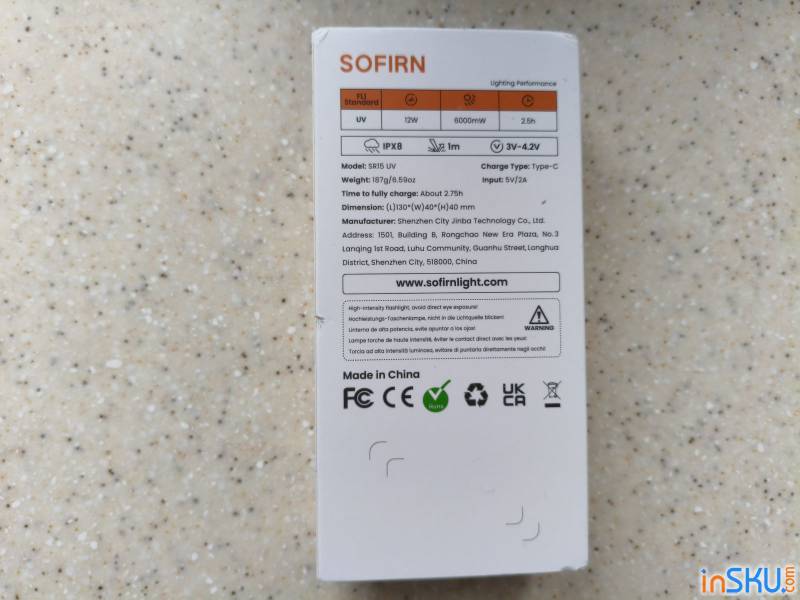 SOFIRN
Lighting Performance
FL1 Standard
UV 12W 6000mW 2.5h
IPX8 1m 3V-4.2V
Model: SR15 UV Charge Type: Type-C
Weight: 187g/6.59oz Input: 5V/2A
Time to fully charge: About 2.75h
Dimension: (L)130*(W)40*(H)40 mm
Manufacturer: Shenzhen City Jinba Technology Co., Ltd.
Address: 1501, Building B, Rongchao New Era Plaza, No.3
Lanqing 1st Road, Luhu Community, Guanhu Street, Longhua
District, Shenzhen City, 518000, China
www.sofirnlight.com
High-intensity flashlight, avoid direct eye exposure!
Hochleistungs-Taschenlampe, nicht in die Lichtquelle blicken!
Linterna de alta potencia, evite apuntar a los ojos!
Lampe torche de haute intensité, éviter le contact direct avec les yeux!
Torcia ad alta intensità luminosa, evitare di puntarla direttamente negli occhi!
WARNING
Made in China
FC CE RoHS UK CA
inSKU.com